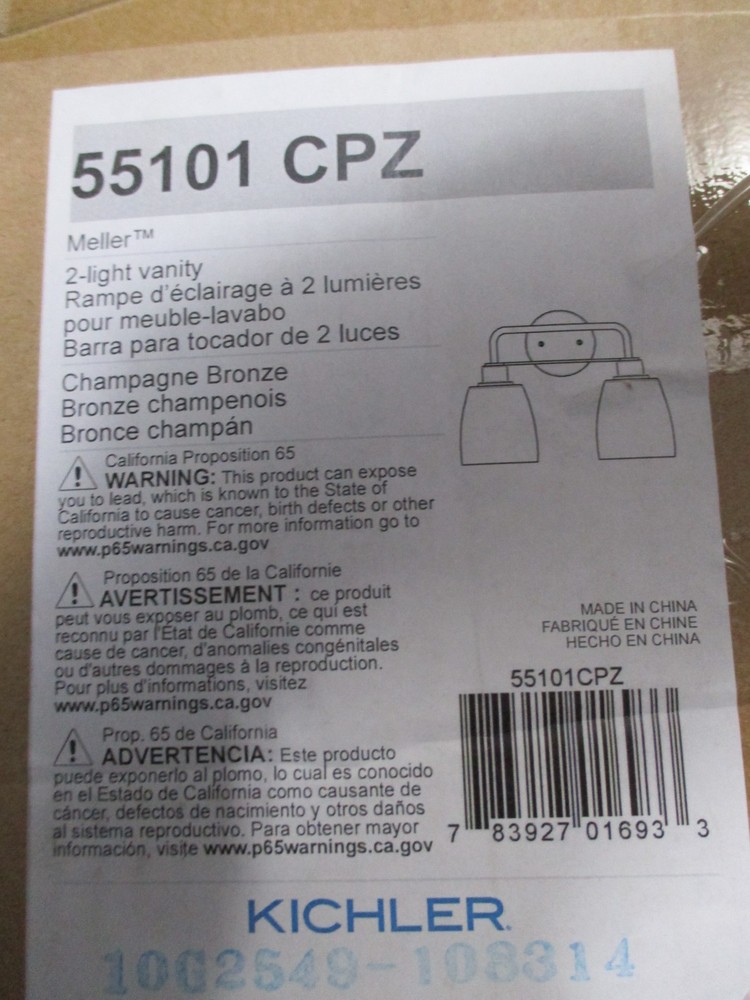 55101 CPZ
Meller™
2-light vanity
Rampe d'éclairage à 2 lumières
pour meuble-lavabo
Barra para tocador de 2 luces
Champagne Bronze
Bronze champenois
Bronce champán
California Proposition 65
WARNING: This product can expose
you to lead, which is known to the State of
California to cause cancer, birth defects or other
reproductive harm. For more information go to
www.p65warnings.ca.gov
Proposition 65 de la Californie
AVERTISSEMENT : ce produit
peut vous exposer au plomb, ce qui est
reconnu par l'État de Californie comme
cause de cancer, d'anomalies congénitales
ou d'autres dommages à la reproduction.
Pour plus d'informations, visitez
www.p65warnings.ca.gov
Prop. 65 de California
ADVERTENCIA: Este producto
puede exponerlo al plomo, lo cual es conocido
en el Estado de California como causante de
cáncer, defectos de nacimiento y otros daños
al sistema reproductivo. Para obtener mayor
información, visite www.p65warnings.ca.gov
MADE IN CHINA
FABRIQUÉ EN CHINE
HECHO EN CHINA
55101CPZ
7 83927 01693 3
KICHLER.
10G2549-108314